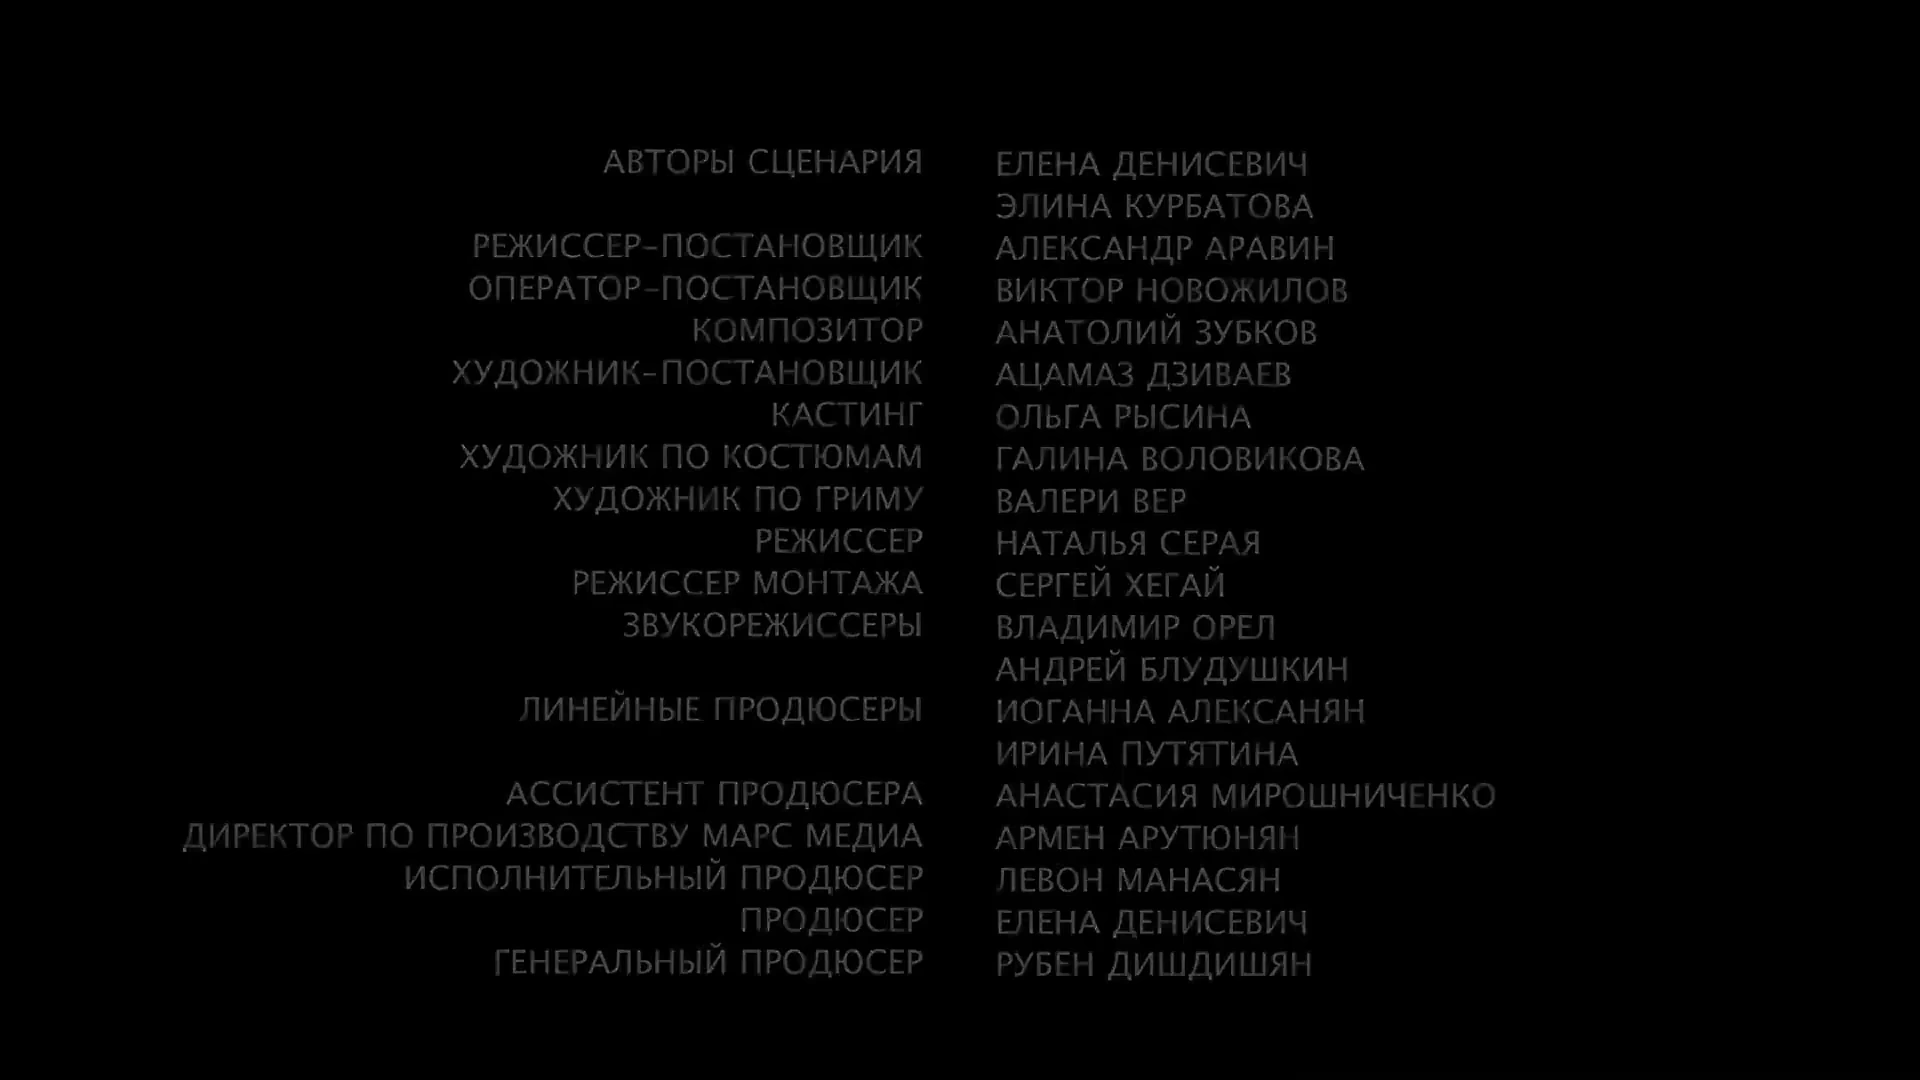 АВТОРЫ СЦЕНАРИЯ ЕЛЕНА ДЕНИСЕВИЧ
ЭЛИНА КУРБАТОВА
РЕЖИССЕР-ПОСТАНОВЩИК АЛЕКСАНДР АРАВИН
ОПЕРАТОР-ПОСТАНОВЩИК ВИКТОР НОВОЖИЛОВ
КОМПОЗИТОР АНАТОЛИЙ ЗУБКОВ
ХУДОЖНИК-ПОСТАНОВЩИК АЦАМАЗ ДЗИВАЕВ
КАСТИНГ ОЛЬГА РЫСИНА
ХУДОЖНИК ПО КОСТЮМАМ ГАЛИНА ВОЛОВИКОВА
ХУДОЖНИК ПО ГРИМУ ВАЛЕРИ ВЕР
РЕЖИССЕР НАТАЛЬЯ СЕРАЯ
РЕЖИССЕР МОНТАЖА СЕРГЕЙ ХЕГАЙ
ЗВУКОРЕЖИССЕРЫ ВЛАДИМИР ОРЕЛ
АНДРЕЙ БЛУДУШКИН
ЛИНЕЙНЫЕ ПРОДЮСЕРЫ ИОГАННА АЛЕКСАНЯН
ИРИНА ПУТЯТИНА
АССИСТЕНТ ПРОДЮСЕРА АНАСТАСИЯ МИРОШНИЧЕНКО
ДИРЕКТОР ПО ПРОИЗВОДСТВУ МАРС МЕДИА АРМЕН АРУТЮНЯН
ИСПОЛНИТЕЛЬНЫЙ ПРОДЮСЕР ЛЕВОН МАНАСЯН
ПРОДЮСЕР ЕЛЕНА ДЕНИСЕВИЧ
ГЕНЕРАЛЬНЫЙ ПРОДЮСЕР РУБЕН ДИШДИШЯН